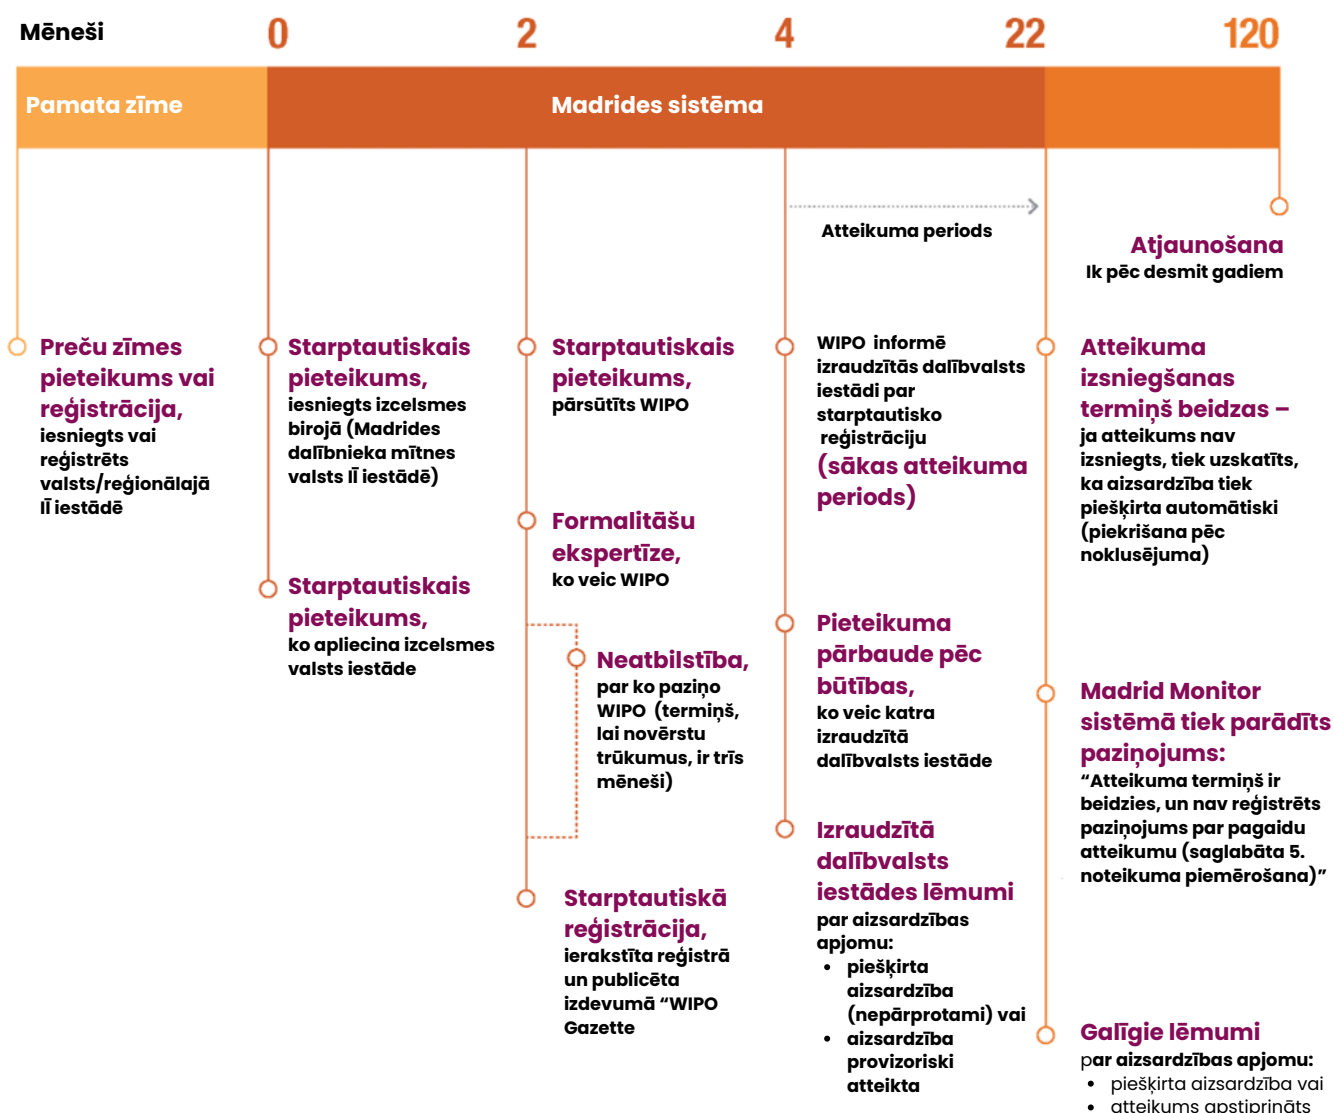 Mēneši
0
2
4
22
120
Pamata zīme
Madrides sistēma
Atteikuma periods
Atjaunošana
Ik pēc desmit gadiem
Preču zīmes
pieteikums vai
reģistrācija,
iesniegts vai
reģistrēts
valsts/reģionālajā
IĪ iestādē
Starptautiskais
pieteikums,
iesniegts izcelsmes
birojā (Madrides
dalībnieka mītnes
valsts IĪ iestādē)
Starptautiskais
pieteikums,
ko apliecina izcelsmes
valsts iestāde
Starptautiskais
pieteikums,
pārsūtīts WIPO
Formalitāšu
ekspertīze,
ko veic WIPO
Neatbilstība,
par ko paziņo
WIPO (termiņš,
lai novērstu
trūkumus, ir trīs
mēneši)
Starptautiskā
reģistrācija,
ierakstīta reģistrā
un publicēta
izdevumā “WIPO
Gazette
WIPO informē
izraudzītās dalībvalsts
iestādi par
starptautisko
reģistrāciju
(sākas atteikuma
periods)
Pieteikuma
pārbaude pēc
būtības,
ko veic katra
izraudzītā
dalībvalsts iestāde
Izraudzītā
dalībvalsts
iestādes lēmumi
par aizsardzības
apjomu:
• piešķirta
aizsardzība
(nepārprotami) vai
• aizsardzība
provizoriski
atteikta
Atteikuma
izsniegšanas
termiņš beidzas –
ja atteikums nav
izsniegts, tiek uzskatīts,
ka aizsardzība tiek
piešķirta automātiski
(piekrišana pēc
noklusējuma)
Madrid Monitor
sistēmā tiek parādīts
paziņojums:
“Atteikuma termiņš ir
beidzies, un nav reģistrēts
paziņojums par pagaidu
atteikumu (saglabāta 5.
noteikuma piemērošana)”
Galīgie lēmumi
par aizsardzības apjomu:
• piešķirta aizsardzība vai
• atteikums apstiprināts